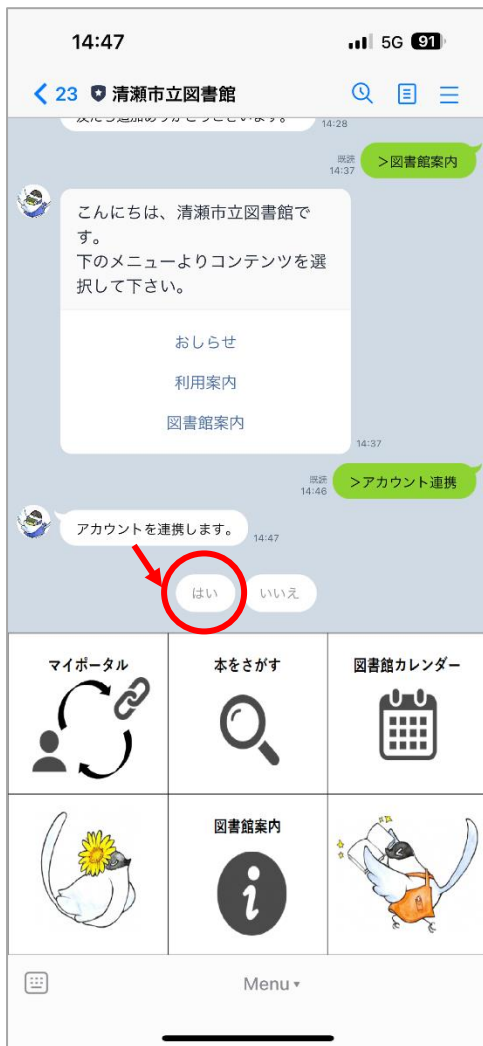 14:47
5G 91
23 清瀬市立図書館
友だち追加ありがとうございます。
14:28
既読
14:37
>図書館案内
こんにちは、清瀬市立図書館で
す。
下のメニューよりコンテンツを選
択して下さい。
おしらせ
利用案内
図書館案内
14:37
既読
14:46
>アカウント連携
アカウントを連携します。
14:47
はい
いいえ
マイポータル
本をさがす
図書館カレンダー
図書館案内
i
Menu